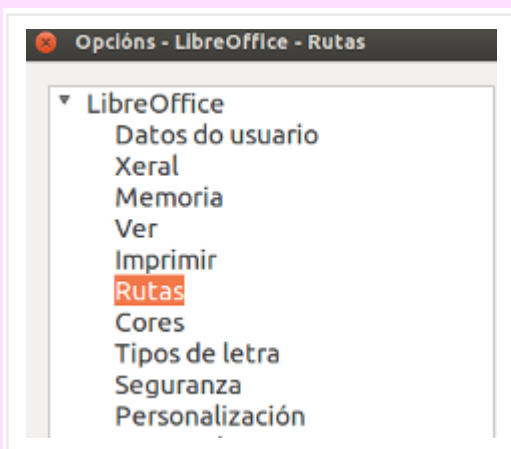 Opcións - LibreOffice - Rutas
LibreOffice
Datos do usuario
Xeral
Memoria
Ver
Imprimir
Rutas
Cores
Tipos de letra
Seguranza
Personalización